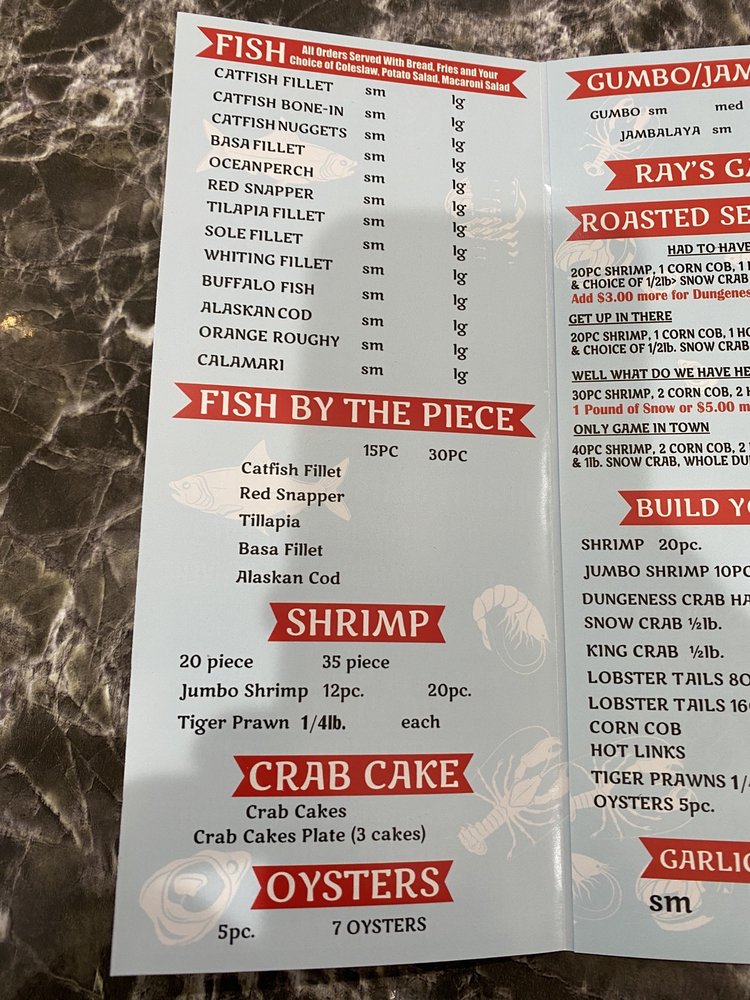 FISH All Orders Served With Bread, Fries and Your
Choice of Coleslaw, Potato Salad, Macaroni Salad
CATFISH FILLET sm lg
CATFISH BONE-IN sm lg
CATFISH NUGGETS sm lg
BASA FILLET sm lg
OCEAN PERCH sm lg
RED SNAPPER sm lg
TILAPIA FILLET sm lg
SOLE FILLET sm lg
WHITING FILLET sm lg
BUFFALO FISH sm lg
ALASKAN COD sm lg
ORANGE ROUGHY sm lg
CALAMARI sm lg
FISH BY THE PIECE
15PC 30PC
Catfish Fillet
Red Snapper
Tillapia
Basa Fillet
Alaskan Cod
SHRIMP
20 piece 35 piece
Jumbo Shrimp 12pc. 20pc.
Tiger Prawn 1/4lb. each
CRAB CAKE
Crab Cakes
Crab Cakes Plate (3 cakes)
OYSTERS
5pc. 7 OYSTERS
GUMBO/JAM
GUMBO sm med
JAMBALAYA sm
RAY'S GA
ROASTED SE
HAD TO HAVE
20PC SHRIMP, 1 CORN COB, 1
& CHOICE OF 1/2lb> SNOW CRAB
Add $3.00 more for Dungenes
GET UP IN THERE
20PC SHRIMP, 1 CORN COB, 1 HO
& CHOICE OF 1/2lb. SNOW CRAB
WELL WHAT DO WE HAVE HE
30PC SHRIMP, 2 CORN COB, 2
1 Pound of Snow or $5.00 m
ONLY GAME IN TOWN
40PC SHRIMP, 2 CORN COB, 2
& 1lb. SNOW CRAB, WHOLE DU
BUILD YO
SHRIMP 20pc.
JUMBO SHRIMP 10PC
DUNGENESS CRAB HA
SNOW CRAB ½lb.
KING CRAB ½lb.
LOBSTER TAILS 8O
LOBSTER TAILS 16
CORN COB
HOT LINKS
TIGER PRAWNS 1/
OYSTERS 5pc.
GARLIC
sm